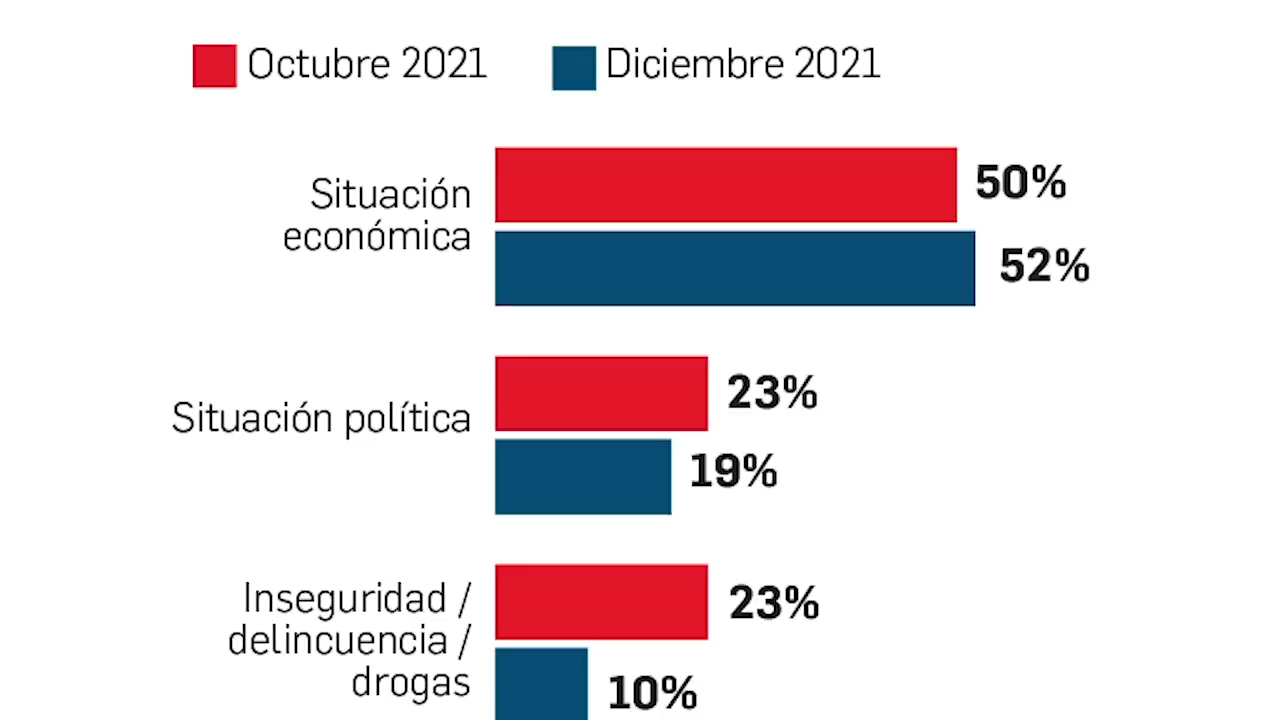 Octubre 2021
Diciembre 2021
Situación
económica
50%
52%
Situación política
23%
19%
Inseguridad /
delincuencia /
drogas
23%
10%